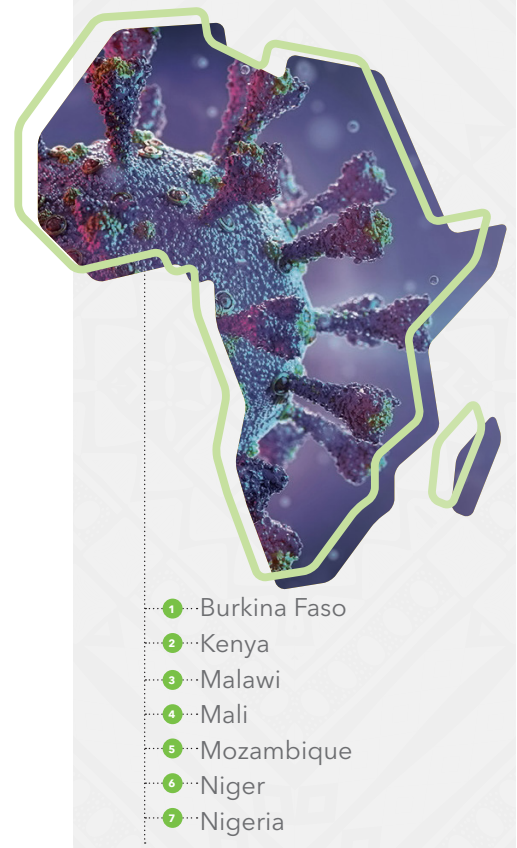 1 Burkina Faso
2 Kenya
3 Malawi
4 Mali
5 Mozambique
6 Niger
7 Nigeria